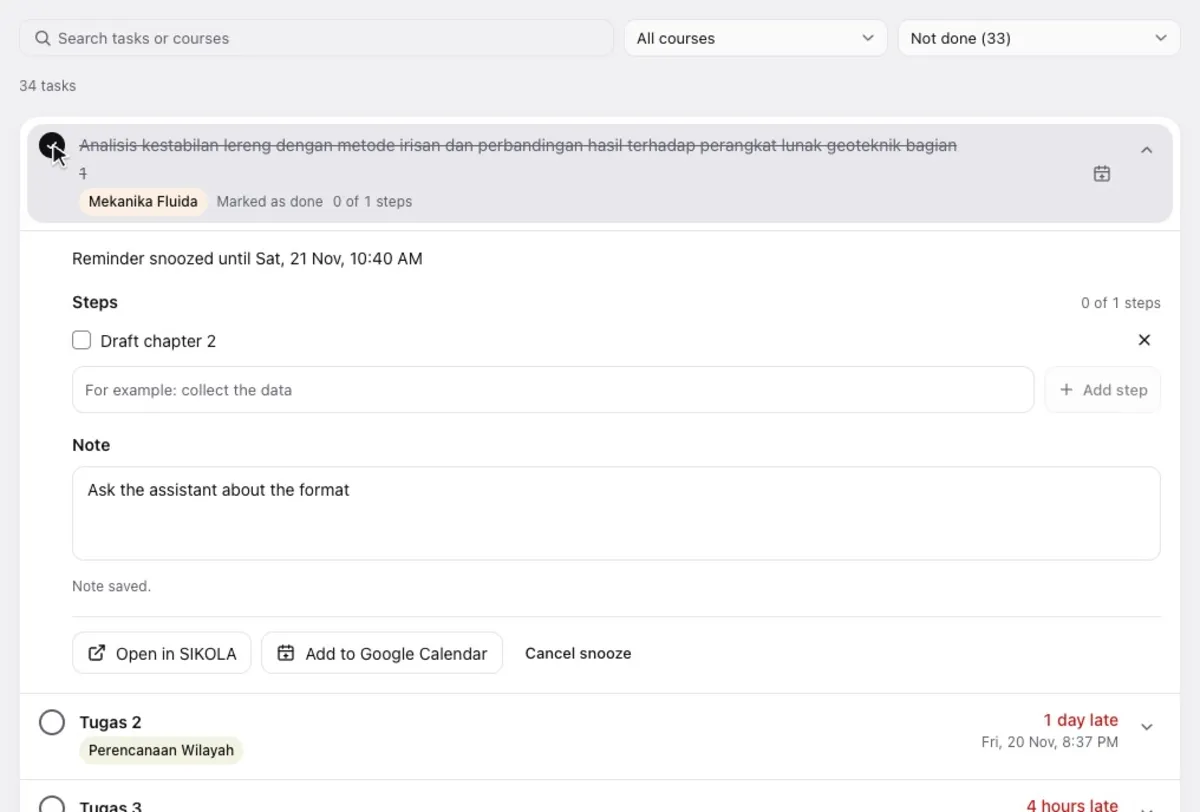 Search tasks or courses
All courses
Not done (33)
34 tasks
Analisis kestabilan lereng dengan metode irisan dan perbandingan hasil terhadap perangkat lunak geoteknik bagian
1
Mekanika Fluida Marked as done 0 of 1 steps
Reminder snoozed until Sat, 21 Nov, 10:40 AM
Steps
0 of 1 steps
Draft chapter 2
For example: collect the data
+ Add step
Note
Ask the assistant about the format
Note saved.
Open in SIKOLA
Add to Google Calendar
Cancel snooze
Tugas 2
1 day late
Perencanaan Wilayah
Fri, 20 Nov, 8:37 PM
Tugas 3
4 hours late